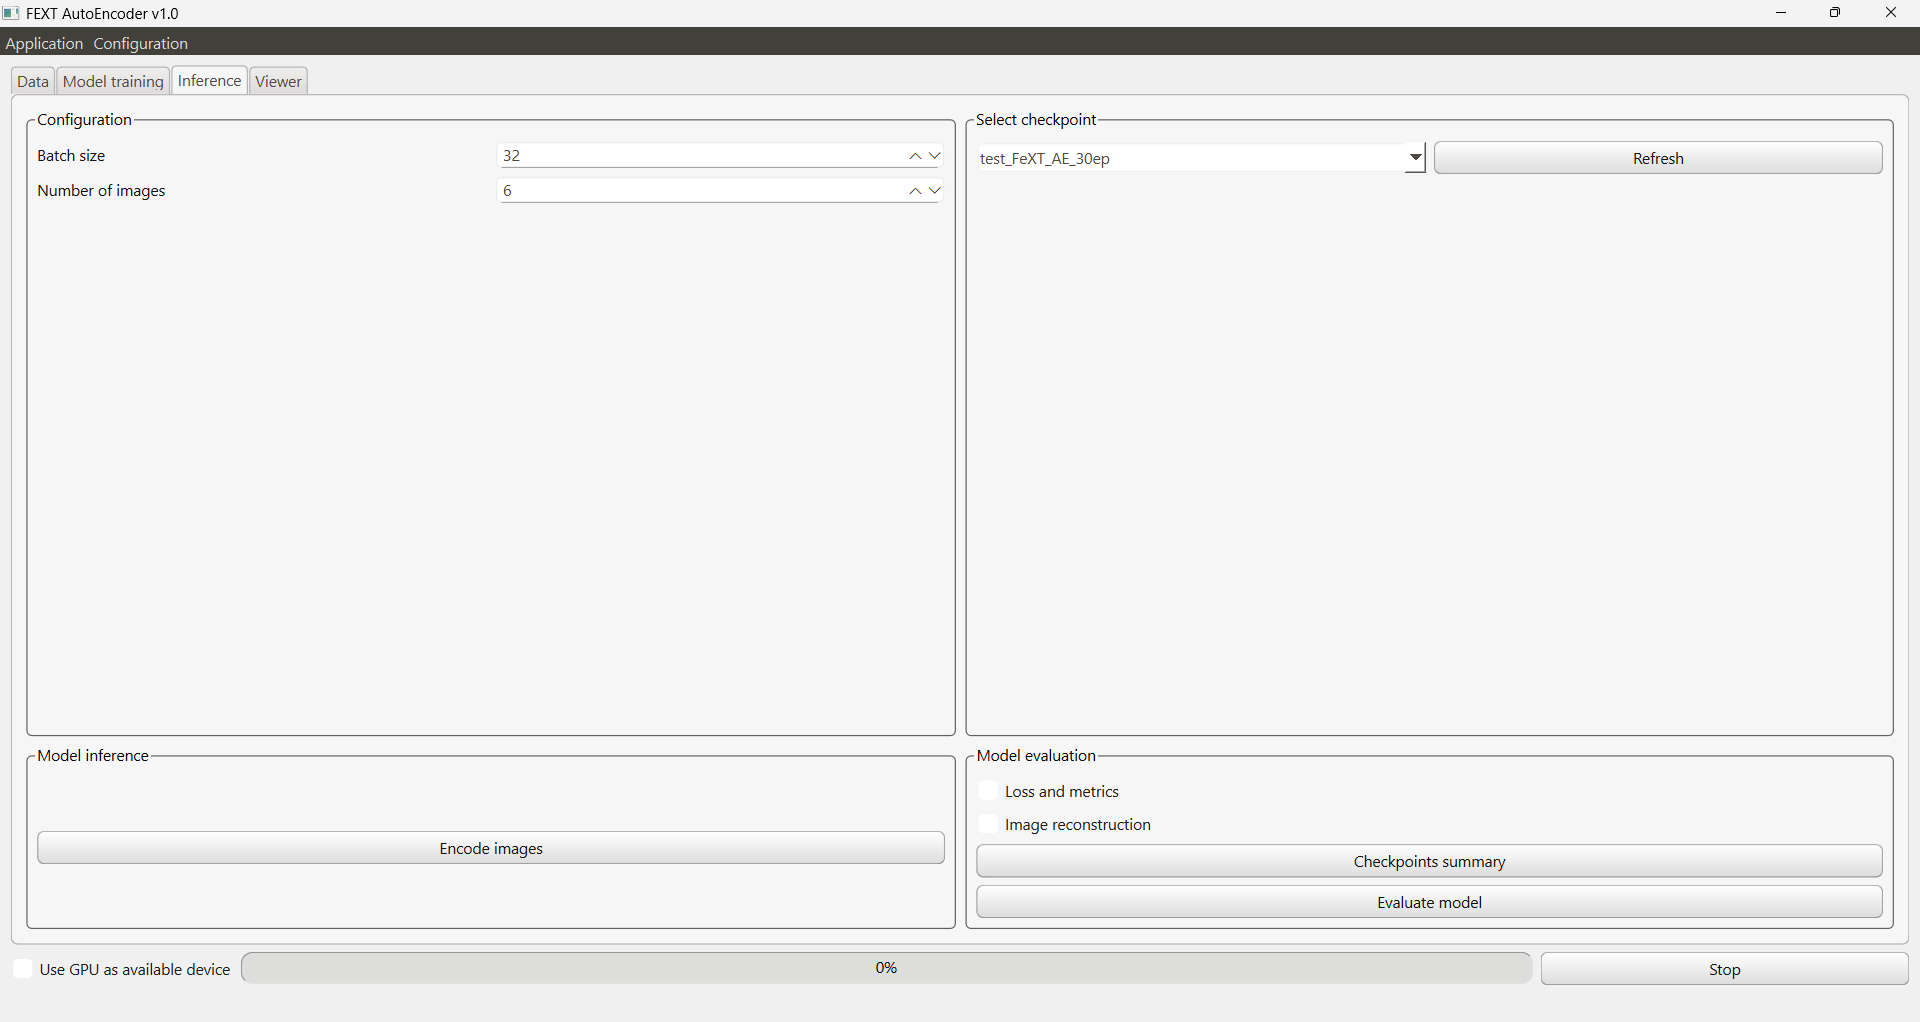 FEXT AutoEncoder v1.0
Application Configuration
Data Model training Inference Viewer
Configuration
Batch size 32
Number of images 6
Select checkpoint
test_FeXT_AE_30ep Refresh
Model inference
Encode images
Model evaluation
Loss and metrics
Image reconstruction
Checkpoints summary
Evaluate model
Use GPU as available device 0% Stop